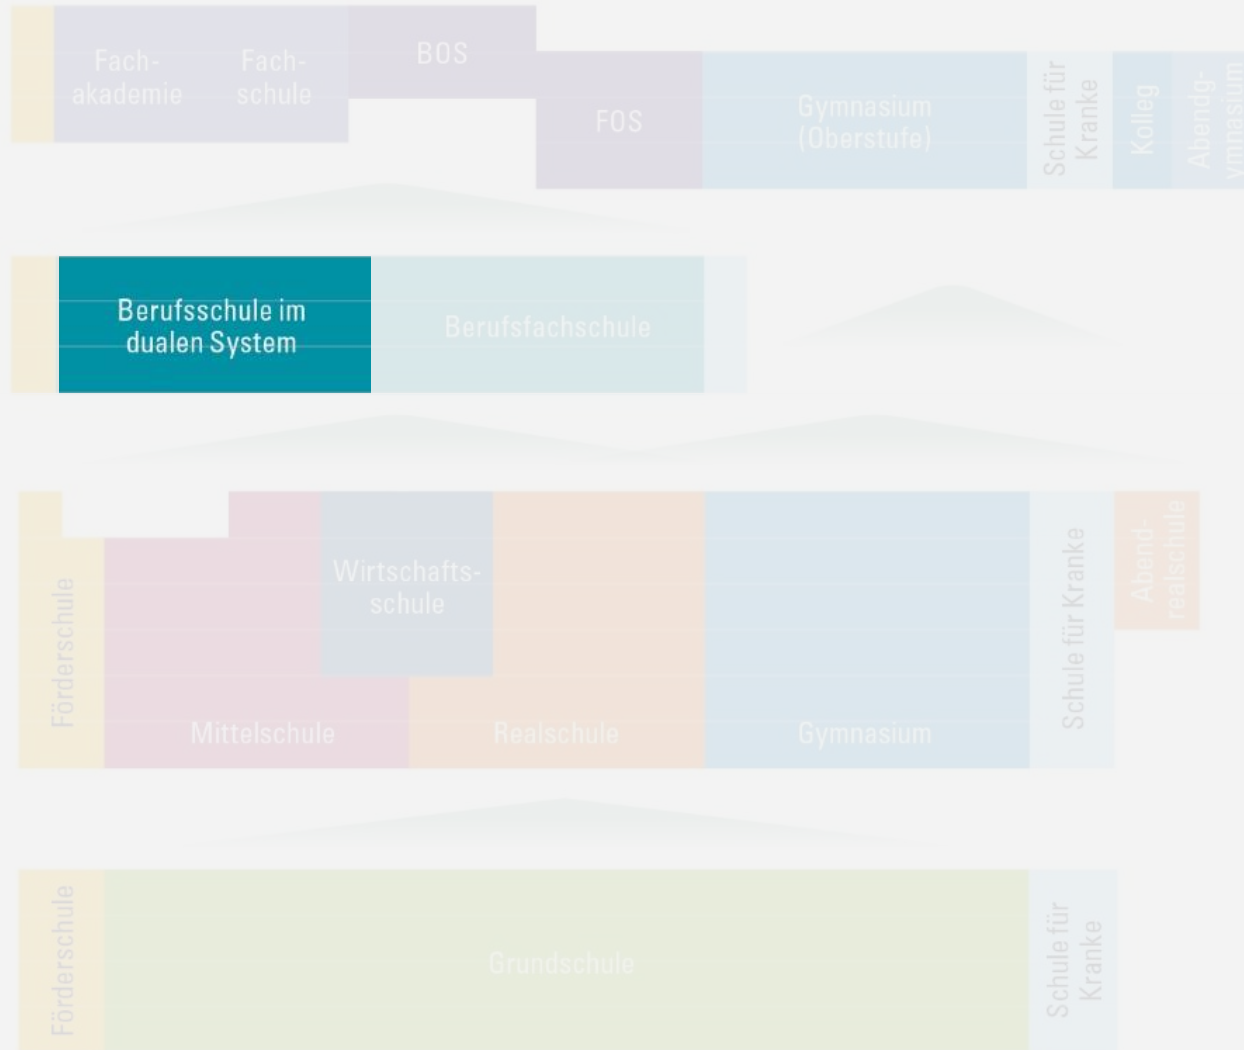 Fach-
akademie
Fach-
schule
BOS
FOS
Gymnasium
(Oberstufe)
Schule für
Kranke
Kolleg
Abendg-
ymnasium
Berufsschule im
dualen System
Berufsfachschule
Förderschule
Mittelschule
Wirtschafts-
schule
Realschule
Gymnasium
Schule für Kranke
Abend-
realschule
Förderschule
Grundschule
Schule für
Kranke